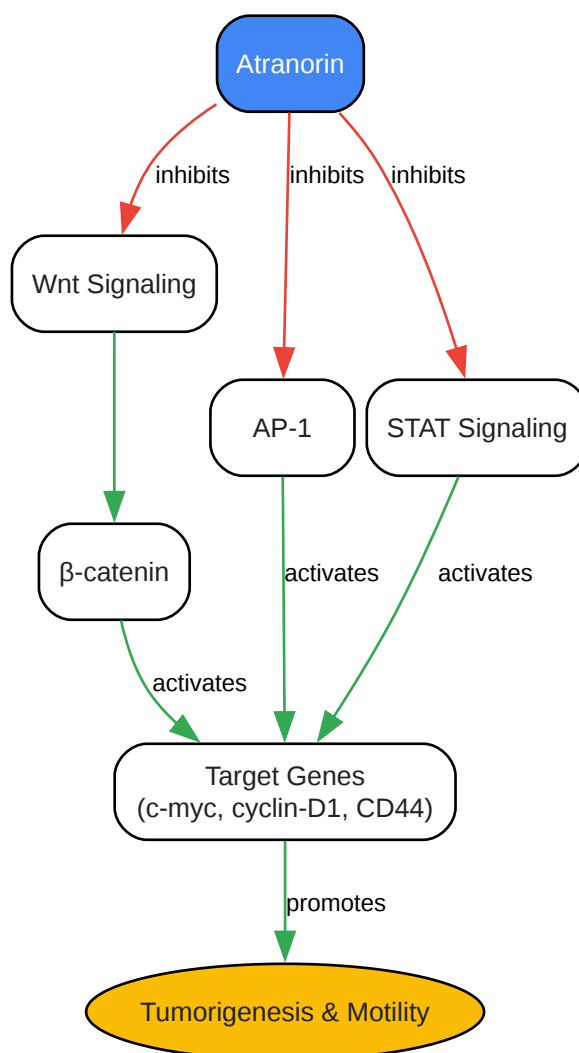 Atranorin
inhibits
inhibits
inhibits
Wnt Signaling
AP-1
STAT Signaling
β-catenin
activates
activates
activates
Target Genes
(c-myc, cyclin-D1, CD44)
promotes
Tumorigenesis & Motility